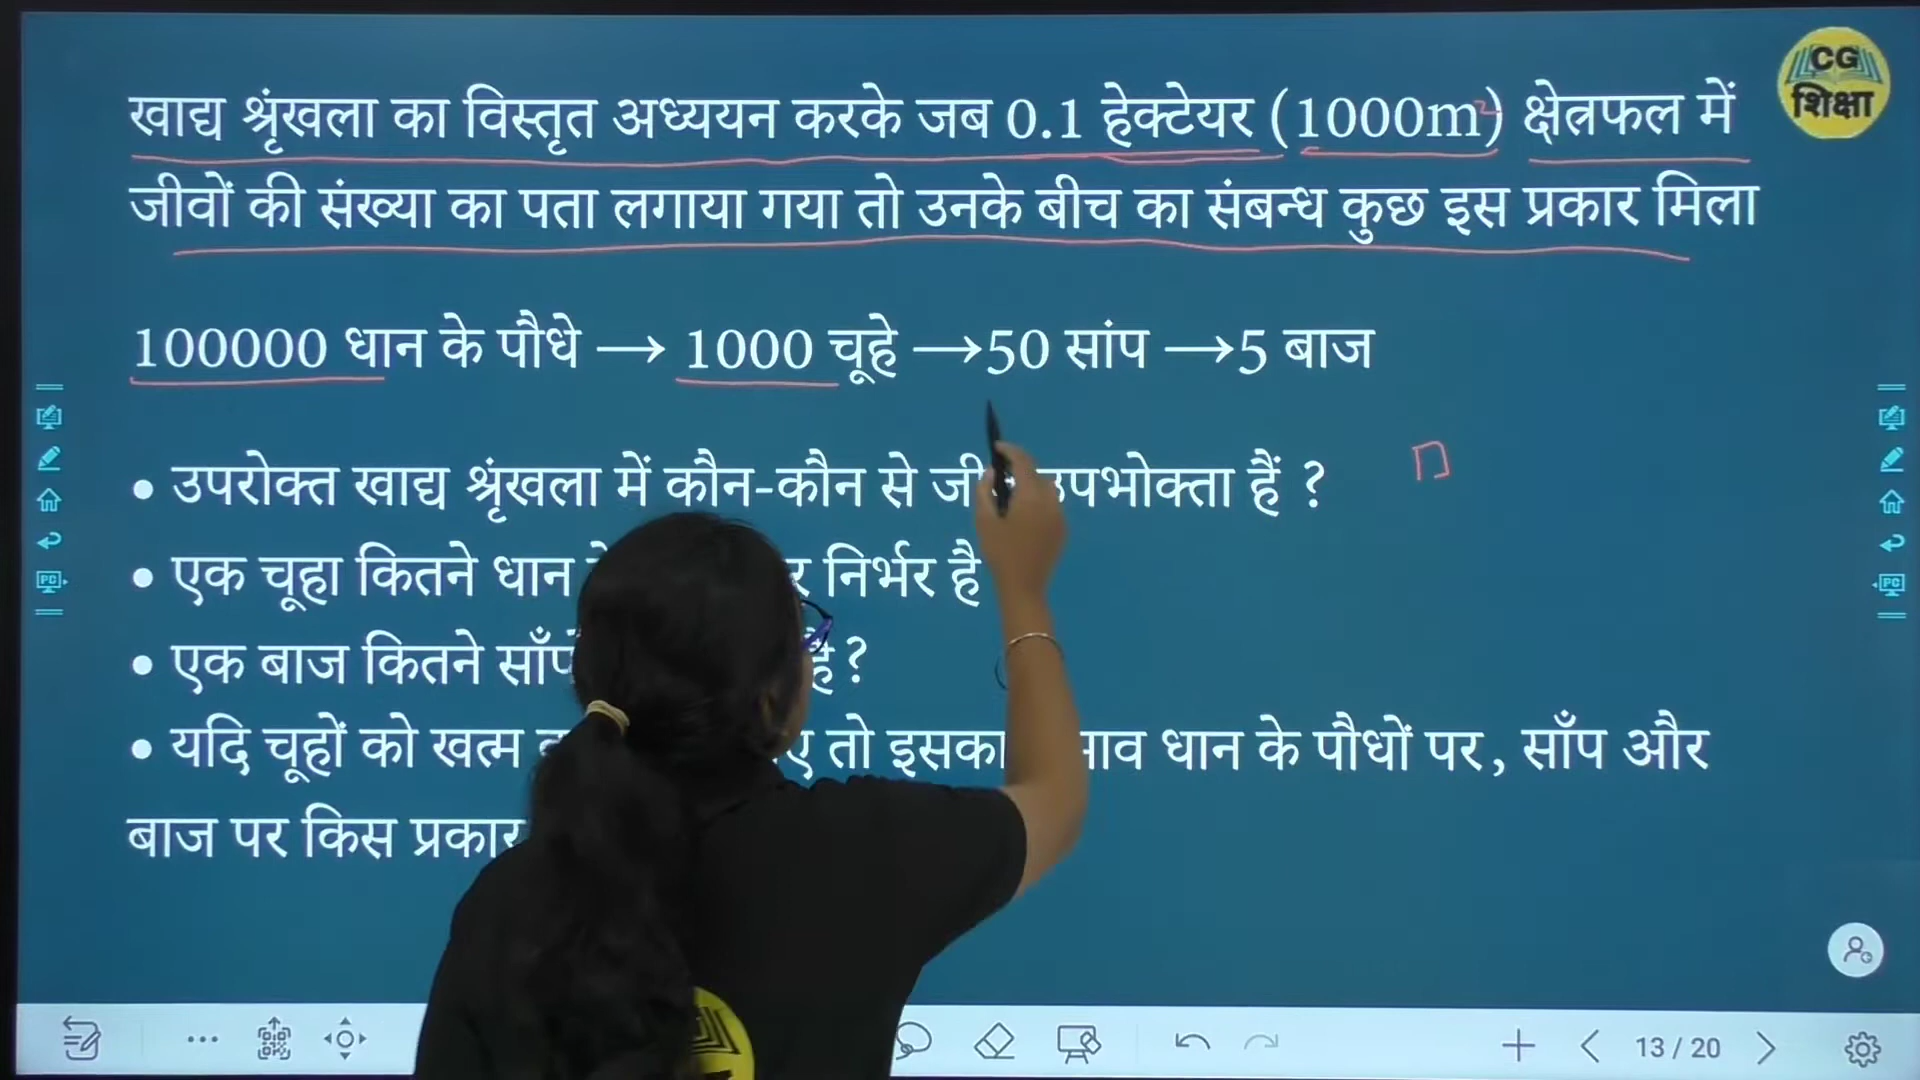 CG
शिक्षा
खाद्य श्रृंखला का विस्तृत अध्ययन करके जब 0.1 हेक्टेयर (1000m²) क्षेत्रफल में
जीवों की संख्या का पता लगाया गया तो उनके बीच का संबन्ध कुछ इस प्रकार मिला
100000 धान के पौधे → 1000 चूहे →50 सांप →5 बाज
• उपरोक्त खाद्य श्रृंखला में कौन-कौन से उपभोक्ता हैं ?
• एक चूहा कितने धान निर्भर है
• एक बाज कितने है?
• यदि चूहों को खत्म तो इसका धान के पौधों पर, साँप और
बाज पर किस प्रकार
PC
PC
13 / 20